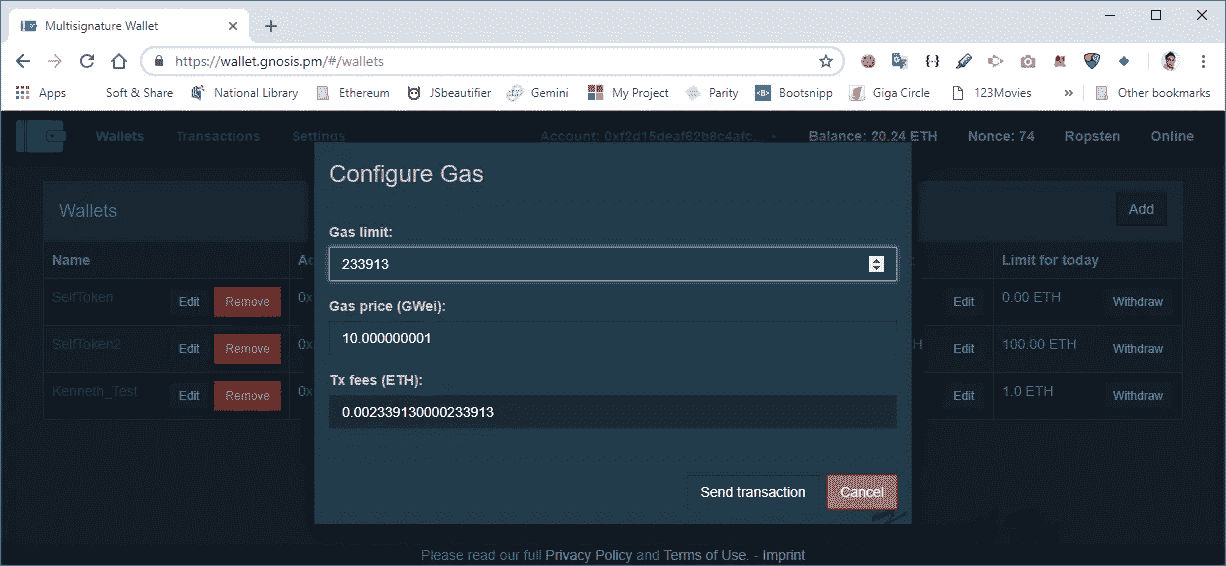 Multisignature Wallet
https://wallet.gnosis.pm/#/wallets
Apps Soft & Share National Library Ethereum JSbeautifier Gemini My Project Parity Bootsnipp Giga Circle 123Movies » Other bookmarks
Wallets Transactions Settings Account: 0xf2d15deaf62b8c4afc... Balance: 20.24 ETH Nonce: 74 Ropsten Online
Configure Gas
Wallets Add
Gas limit:
Name Limit for today
233913
SelfToken Edit Remove 0x Edit 0.00 ETH Withdraw
Gas price (GWei):
10.000000001
SelfToken2 Edit Remove 0x H Edit 100.00 ETH Withdraw
Tx fees (ETH):
Kenneth_Test Edit Remove 0x Edit 1.0 ETH Withdraw
0.002339130000233913
Send transaction Cancel
Please read our full Privacy Policy and Terms of Use. - Imprint